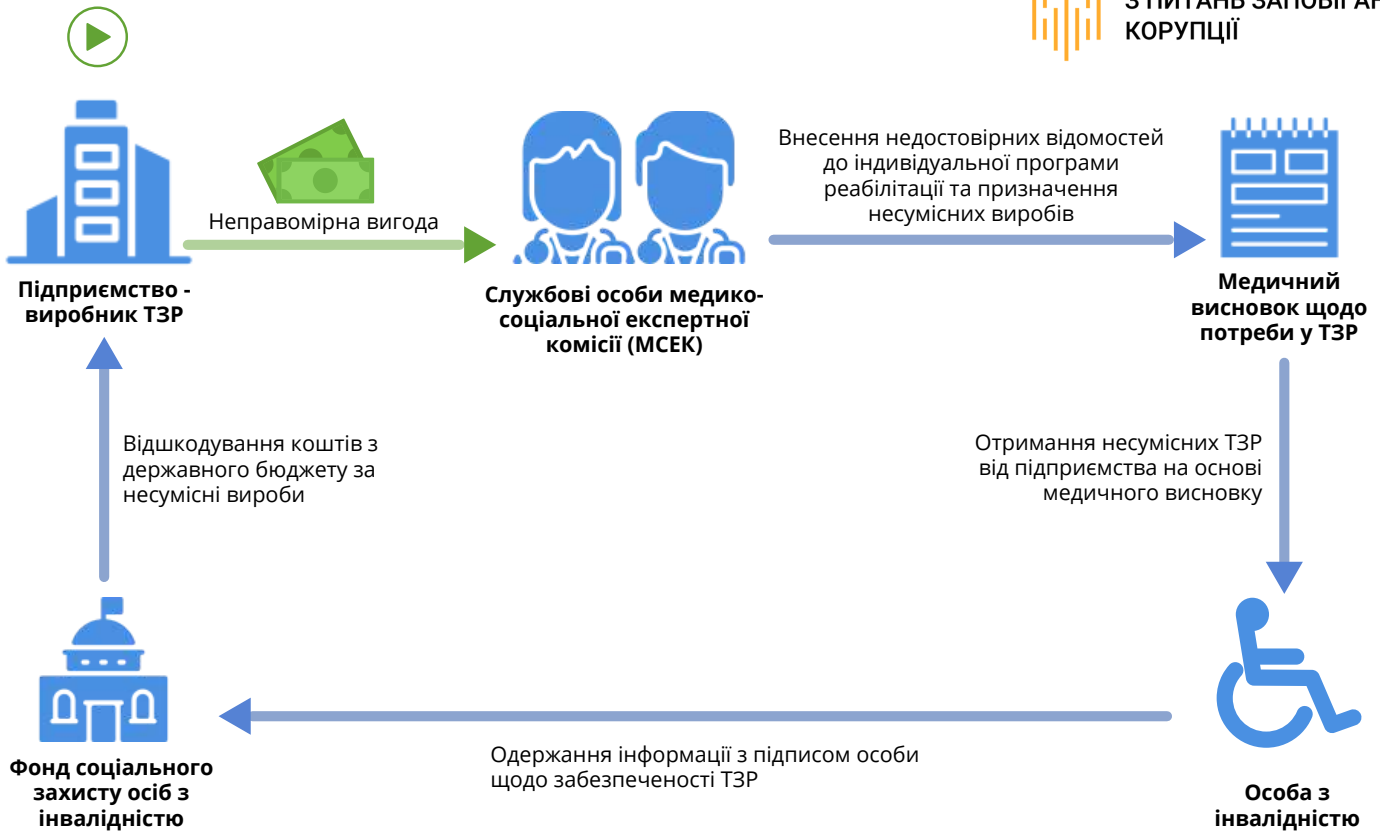 З ПИТАНЬ ЗАПОБІГАН
КОРУПЦІЇ
Неправомірна вигода
Внесення недостовірних відомостей
до індивідуальної програми
реабілітації та призначення
несумісних виробів
Підприємство -
виробник ТЗР
Службові особи медико-
соціальної експертної
комісії (МСЕК)
Медичний
висновок щодо
потреби у ТЗР
Відшкодування коштів з
державного бюджету за
несумісні вироби
Отримання несумісних ТЗР
від підприємства на основі
медичного висновку
Фонд соціального
захисту осіб з
інвалідністю
Одержання інформації з підписом особи
щодо забезпеченості ТЗР
Особа з
інвалідністю